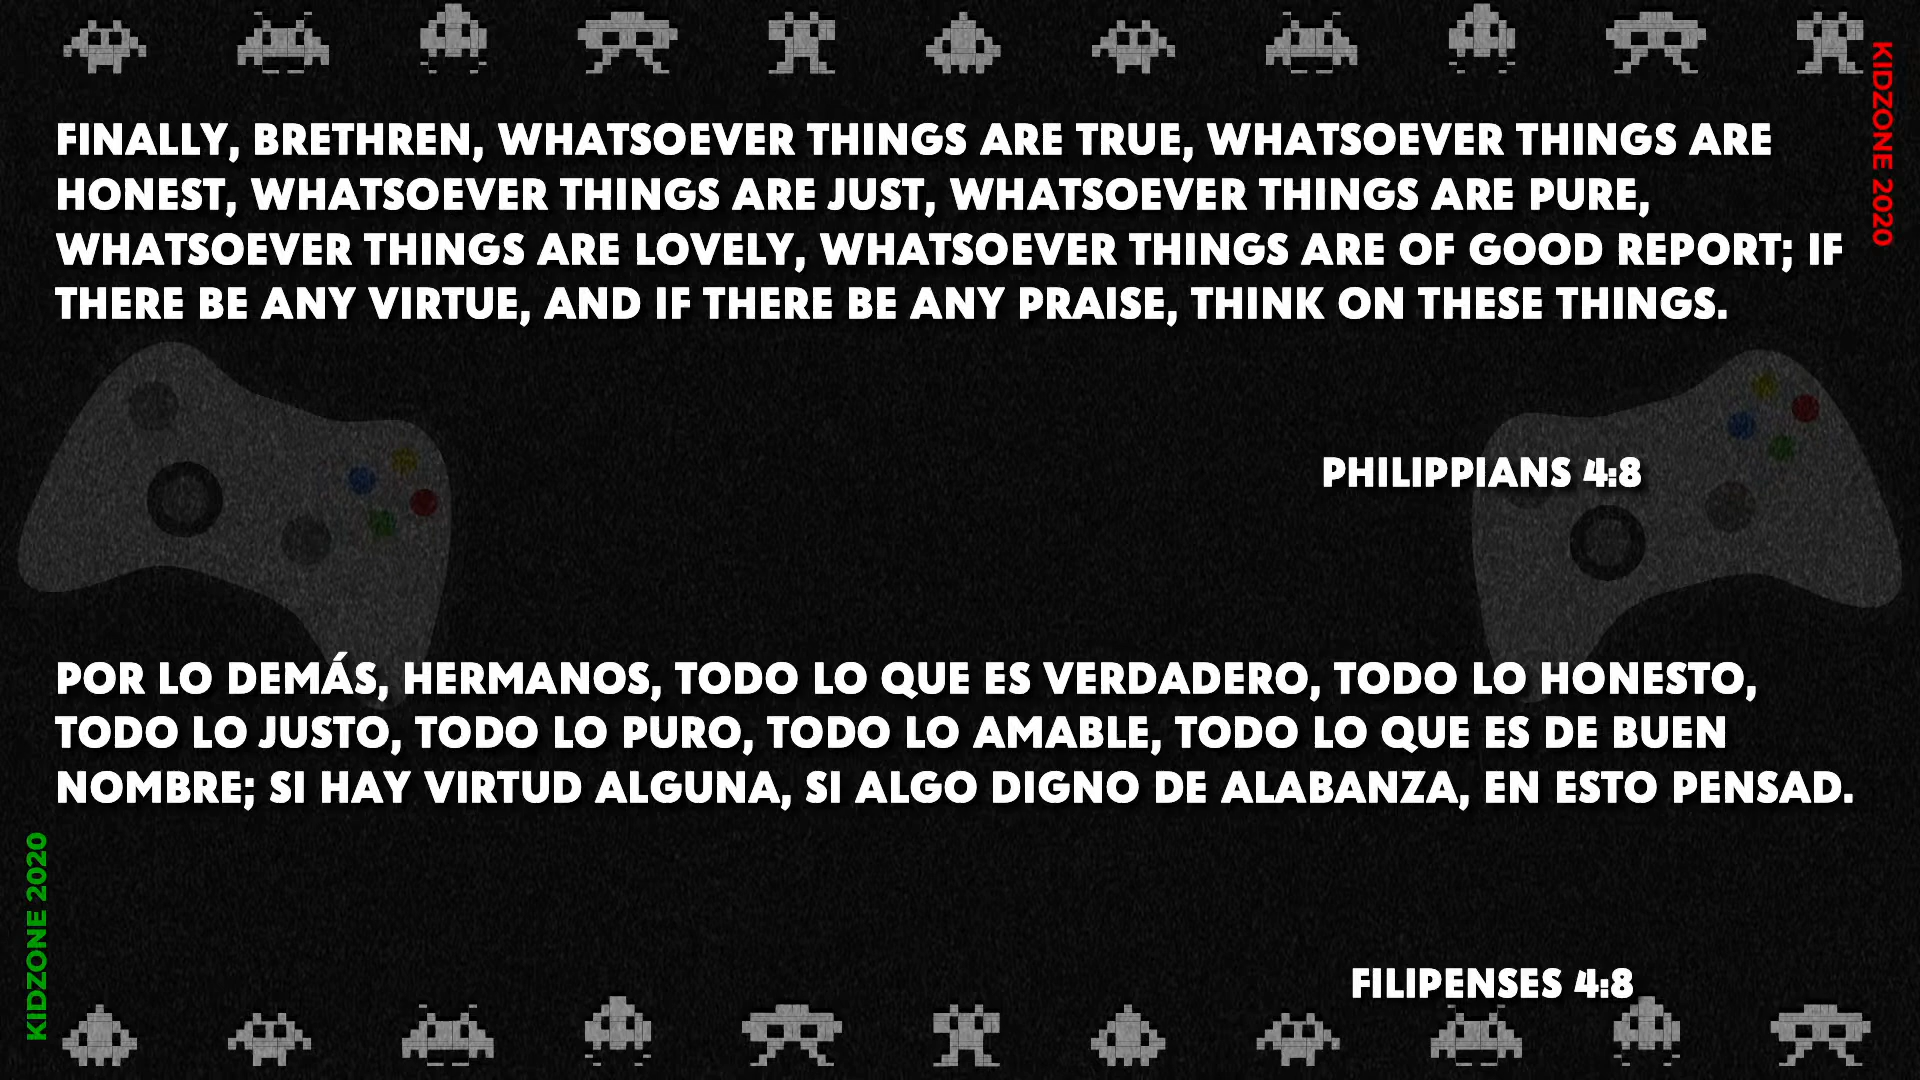 FINALLY, BRETHREN, WHATSOEVER THINGS ARE TRUE, WHATSOEVER THINGS ARE
HONEST, WHATSOEVER THINGS ARE JUST, WHATSOEVER THINGS ARE PURE,
WHATSOEVER THINGS ARE LOVELY, WHATSOEVER THINGS ARE OF GOOD REPORT; IF
THERE BE ANY VIRTUE, AND IF THERE BE ANY PRAISE, THINK ON THESE THINGS.
KIDZONE 2020
PHILIPPIANS 4:8
POR LO DEMÁS, HERMANOS, TODO LO QUE ES VERDADERO, TODO LO HONESTO,
TODO LO JUSTO, TODO LO PURO, TODO LO AMABLE, TODO LO QUE ES DE BUEN
NOMBRE; SI HAY VIRTUD ALGUNA, SI ALGO DIGNO DE ALABANZA, EN ESTO PENSAD.
KIDZONE 2020
FILIPENSES 4:8